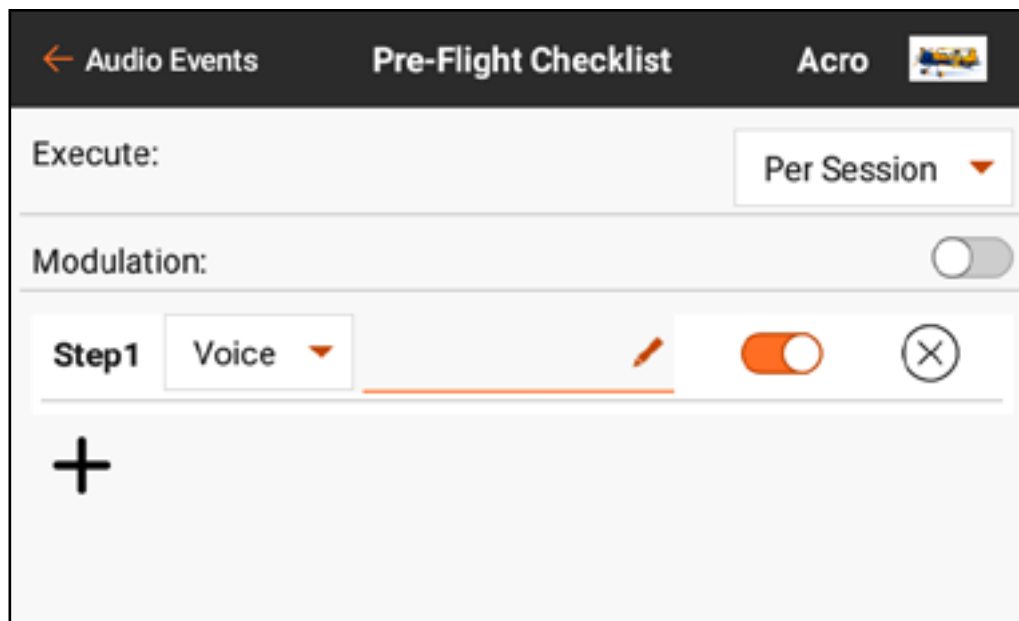 Audio Events Pre-Flight Checklist Acro
Execute: Per Session
Modulation:
Step1 Voice